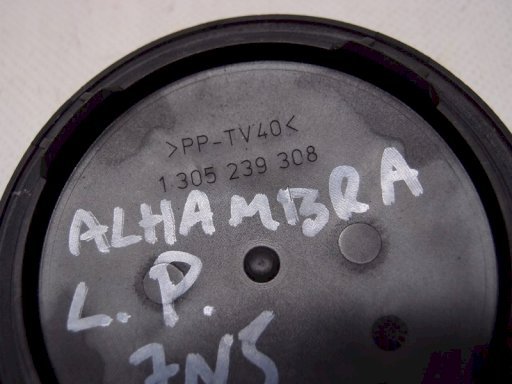 >PP-TV40<
1 305 239 308
ALHAMBRA
L.P.
7N5